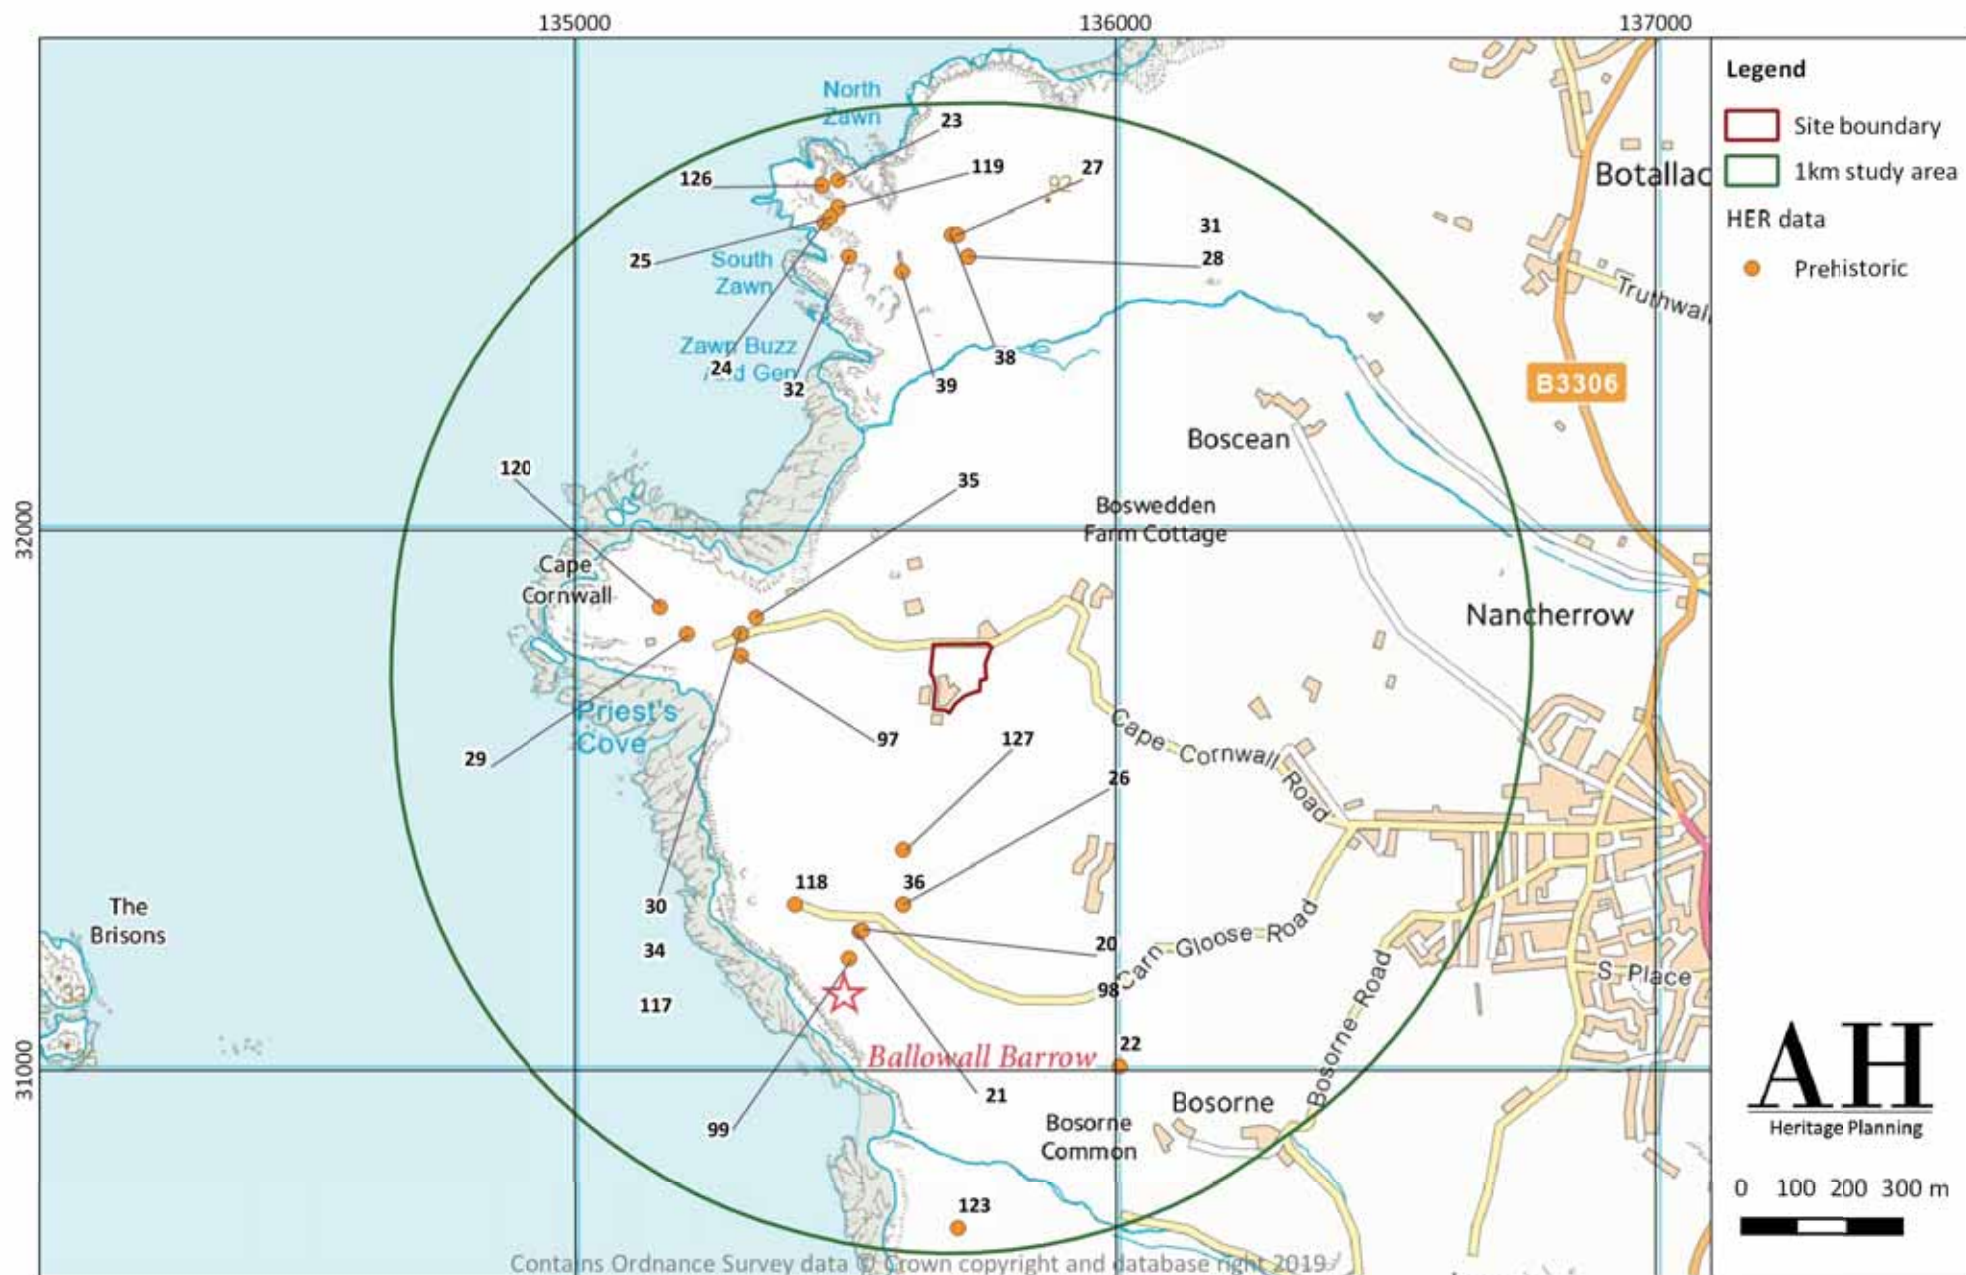 135000
136000
137000
32000
31000
North
Zawn
23
119
27
126
92
31
28
25
South
Zawn
Zawn Buzz
24
32
38
39
Botallac
Truthwal
B3306
Boscean
120
35
Boswedden
Farm Cottage
Cape
Cornwall
Nancherrow
Priest's
Cove
29
97
127
26
Cape Cornwall Road
118
36
30
34
117
The
Brisons
33
20
98
Carn Gloose Road
Bosorne Road
S Place
22
Ballowall Barrow
21
99
Bosorne
Bosorne
Common
123
Contains Ordnance Survey data © Crown copyright and database right 2019
Legend
Site boundary
1km study area
HER data
Prehistoric
AH
Heritage Planning
0 100 200 300 m